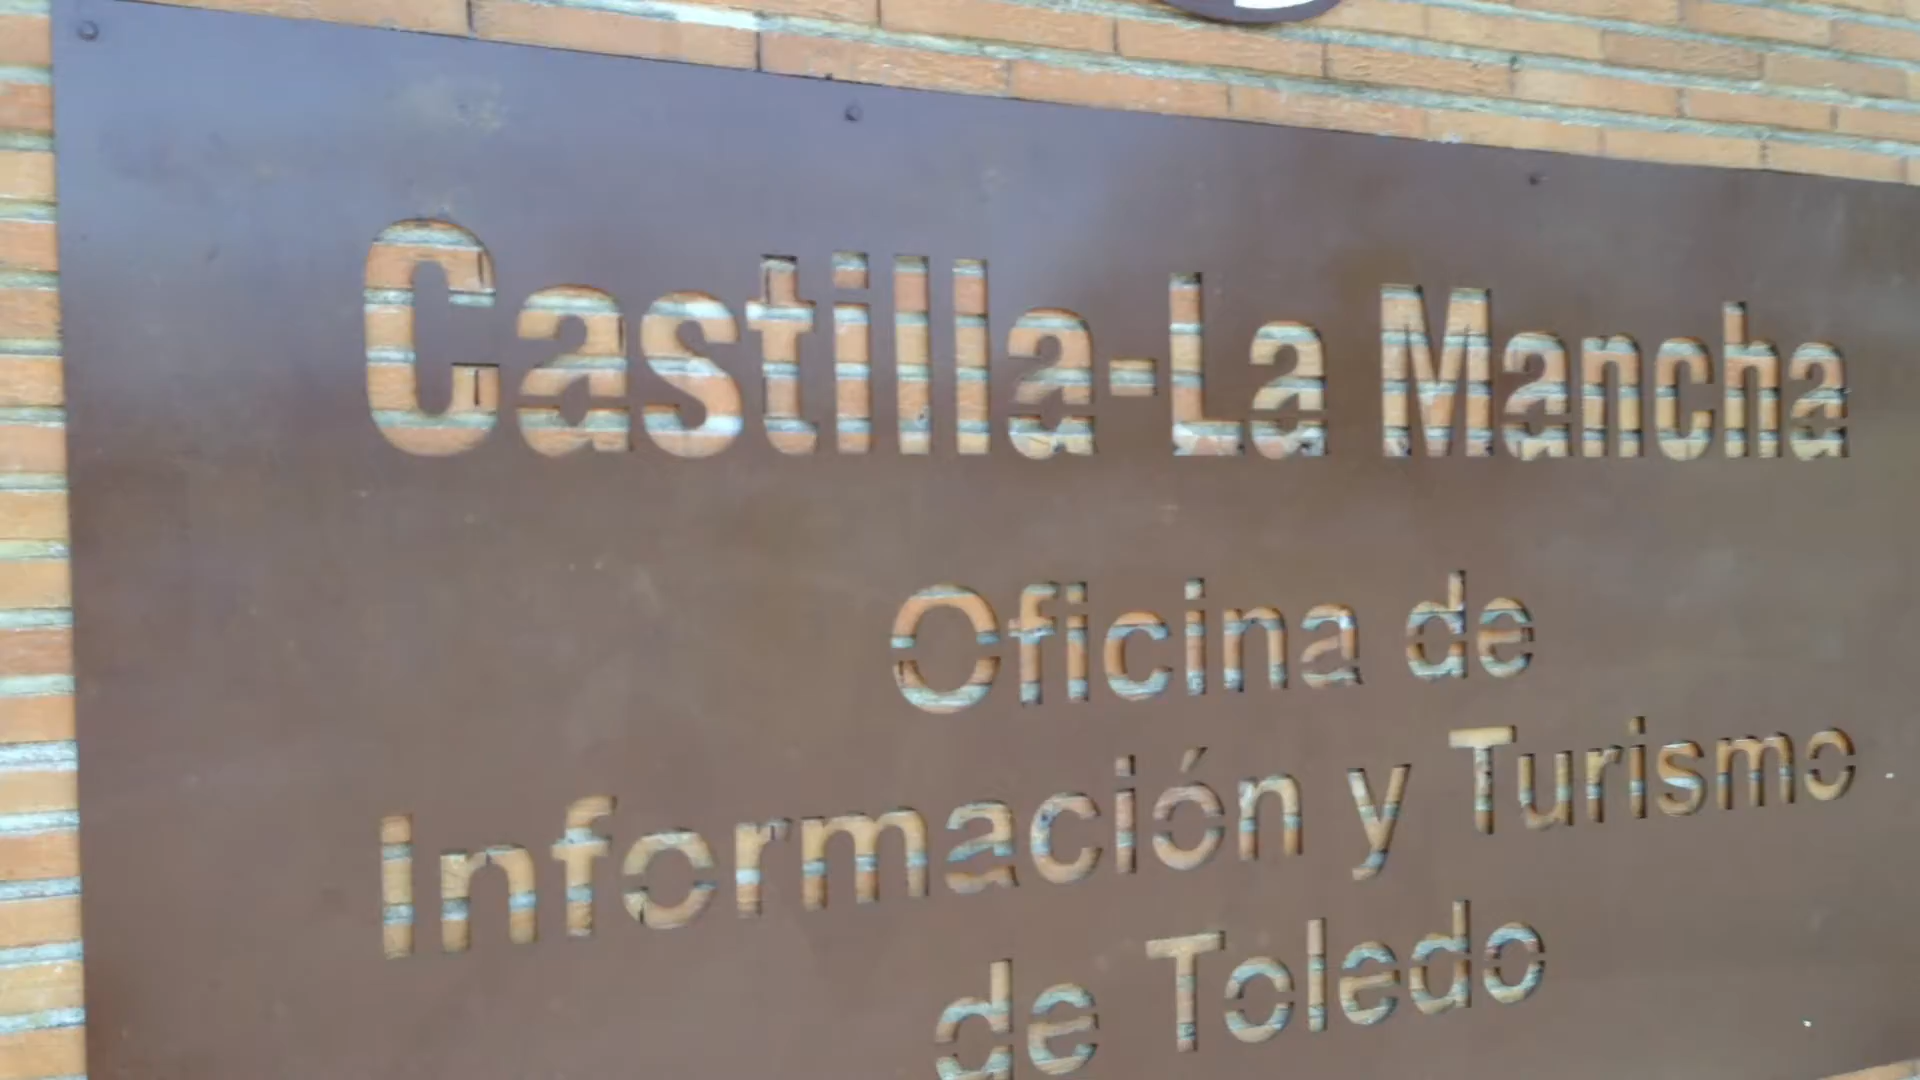 Castilla-La Mancha
Oficina de
Información y Turismo
de Toledo